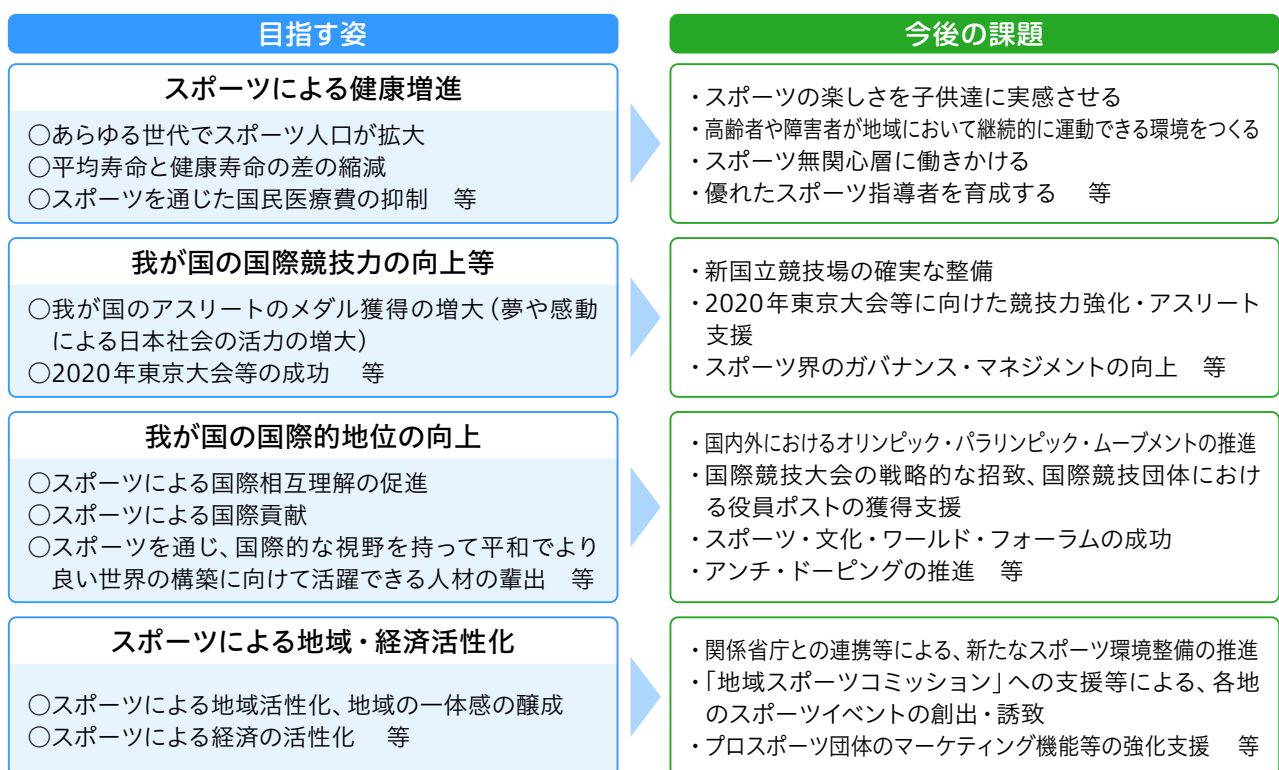 目指す姿
今後の課題
スポーツによる健康増進
○あらゆる世代でスポーツ人口が拡大
○平均寿命と健康寿命の差の縮減
○スポーツを通じた国民医療費の抑制　等
・スポーツの楽しさを子供達に実感させる
・高齢者や障害者が地域において継続的に運動できる環境をつくる
・スポーツ無関心層に働きかける
・優れたスポーツ指導者を育成する　等
我が国の国際競技力の向上等
○我が国のアスリートのメダル獲得の増大（夢や感動
による日本社会の活力の増大）
○2020年東京大会等の成功　等
・新国立競技場の確実な整備
・2020年東京大会等に向けた競技力強化・アスリート
支援
・スポーツ界のガバナンス・マネジメントの向上　等
我が国の国際的地位の向上
○スポーツによる国際相互理解の促進
○スポーツによる国際貢献
○スポーツを通じ、国際的な視野を持って平和でより
良い世界の構築に向けて活躍できる人材の輩出　等
・国内外におけるオリンピック・パラリンピック・ムーブメントの推進
・国際競技大会の戦略的な招致、国際競技団体におけ
る役員ポストの獲得支援
・スポーツ・文化・ワールド・フォーラムの成功
・アンチ・ドーピングの推進　等
スポーツによる地域・経済活性化
○スポーツによる地域活性化、地域の一体感の醸成
○スポーツによる経済の活性化　等
・関係省庁との連携等による、新たなスポーツ環境整備の推進
・「地域スポーツコミッション」への支援等による、各地
のスポーツイベントの創出・誘致
・プロスポーツ団体のマーケティング機能等の強化支援　等